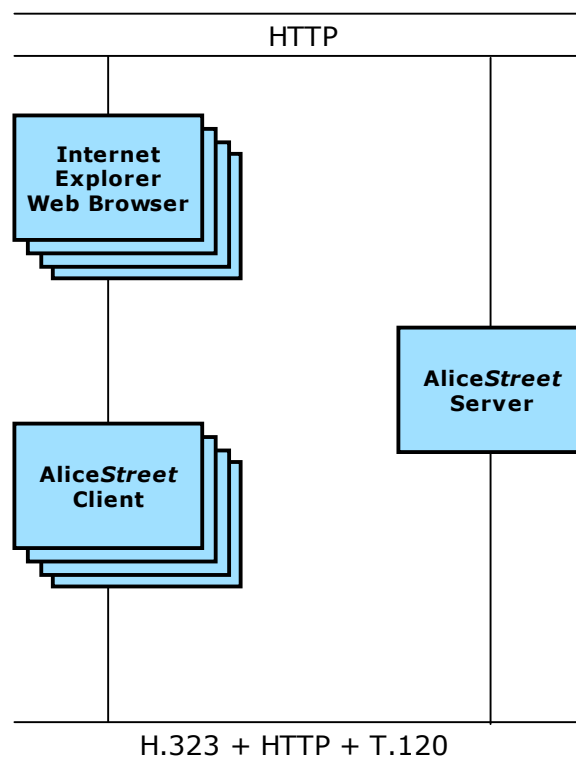 HTTP
Internet
Explorer
Web Browser
AliceStreet
Server
AliceStreet
Client
H.323 + HTTP + T.120